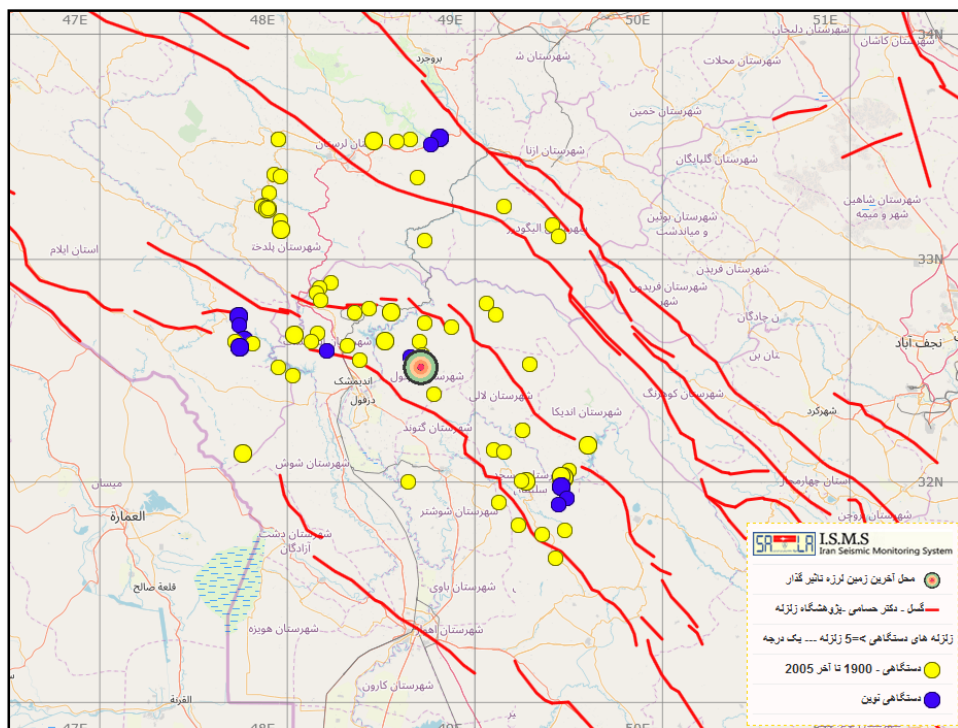 48E
49E
50E
51E
34N
شهرستان دلیجان
کاشان
بروجرد
شهرستان محلات
شهرستان خمین
شهرستان ازنا
شهرستان گلپایگان
شهرستان شاهین
شهر و میمه
شهرستان بوئین
و میاندشت
شهرستان الیگودرز
استان ایلام
شهرستان پلدختر
33N
شهرستان فریدن
شهرستان فریدون
شهر
نجف آباد
اندیمشک
دزفول
شهرستان لالی
شهرستان کوهرنگ
شهرستان اندیکا
شهرکرد
شهرستان گتوند
شهرستان شوش
32N
میسان
العمارة
شهرستان شوشتر
شهرستان دشت
آزادگان
قلعة صالح
شهرستان باوی
شهرستان هویزه
شهرستان اهواز
شهرستان کارون
القرنة
47E
48E
49E
50E
SA LA I.S.M.S
Iran Seismic Monitoring System
محل آخرین زمین لرزه تاثیر گذار
گسل - دکتر حسامی -پژوهشگاه زلزله
زلزله های دستگاهی >=5 زلزله --- یک درجه
دستگاهی - 1900 تا آخر 2005
دستگاهی نوین